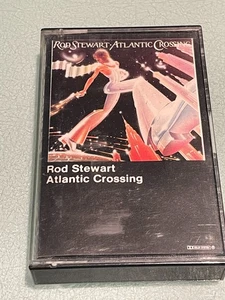 ROD STEWART·ATLANTIC CROSSING
Rod Stewart
Atlantic Crossing